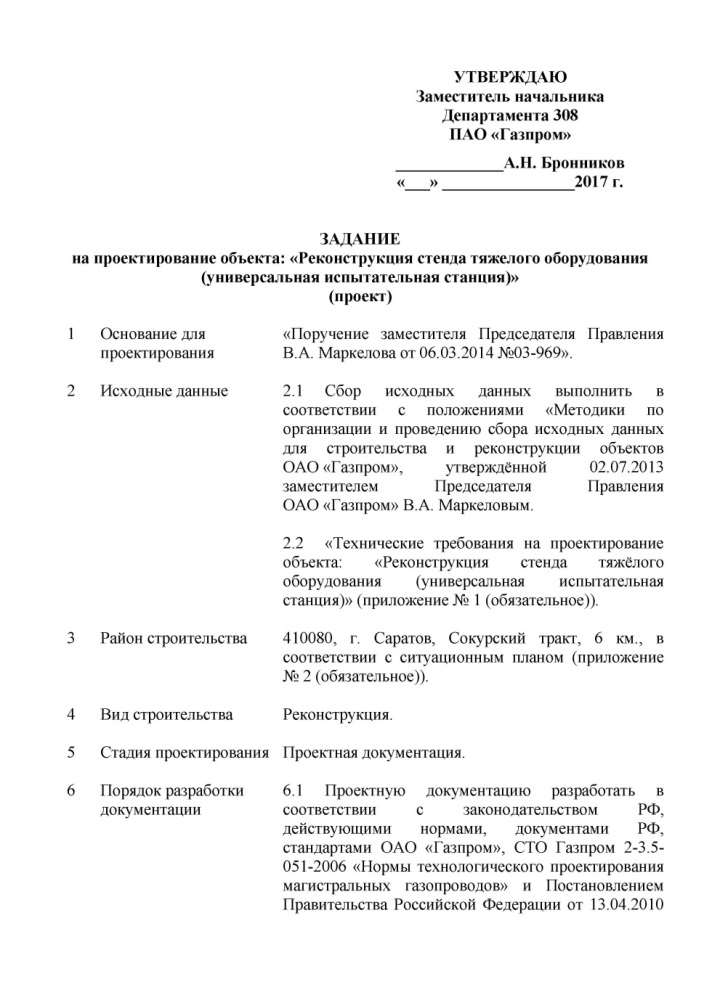 УТВЕРЖДАЮ
Заместитель начальника
Департамента 308
ПАО «Газпром»
_____________А.Н. Бронников
«___» ________________2017 г.
ЗАДАНИЕ
на проектирование объекта: «Реконструкция стенда тяжелого оборудования
(универсальная испытательная станция)»
(проект)
1 Основание для «Поручение заместителя Председателя Правления
проектирования В.А. Маркелова от 06.03.2014 №03-969».
2 Исходные данные 2.1 Сбор исходных данных выполнить в
соответствии с положениями «Методики по
организации и проведению сбора исходных данных
для строительства и реконструкции объектов
ОАО «Газпром», утверждённой 02.07.2013
заместителем Председателя Правления
ОАО «Газпром» В.А. Маркеловым.
2.2 «Технические требования на проектирование
объекта: «Реконструкция стенда тяжёлого
оборудования (универсальная испытательная
станция)» (приложение № 1 (обязательное)).
3 Район строительства 410080, г. Саратов, Сокурский тракт, 6 км., в
соответствии с ситуационным планом (приложение
№ 2 (обязательное)).
4 Вид строительства Реконструкция.
5 Стадия проектирования Проектная документация.
6 Порядок разработки 6.1 Проектную документацию разработать в
документации соответствии с законодательством РФ,
действующими нормами, документами РФ,
стандартами ОАО «Газпром», СТО Газпром 2-3.5-
051-2006 «Нормы технологического проектирования
магистральных газопроводов» и Постановлением
Правительства Российской Федерации от 13.04.2010